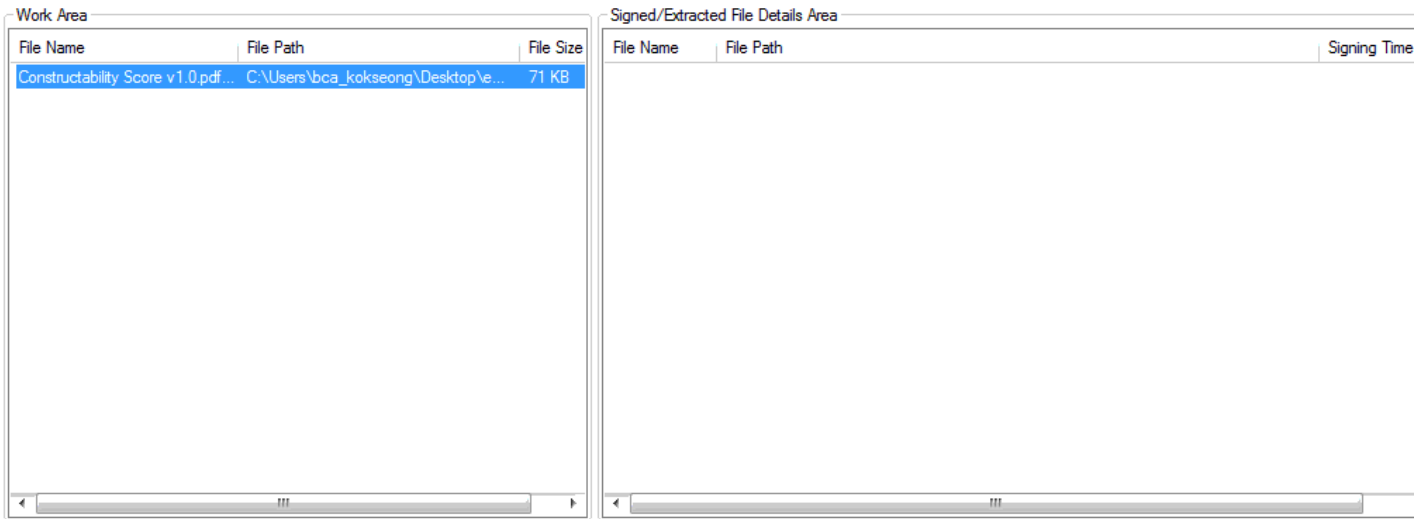 Work Area
File Name File Path File Size
Constructability Score v1.0.pdf... C:\Users\bca_kokseong\Desktop\e... 71 KB
Signed/Extracted File Details Area
File Name File Path Signing Time